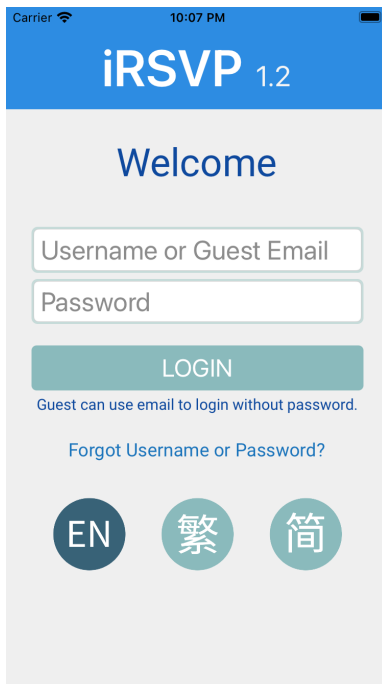 Carrier 10:07 PM
iRSVP 1.2
Welcome
Username or Guest Email
Password
LOGIN
Guest can use email to login without password.
Forgot Username or Password?
EN 繁 简